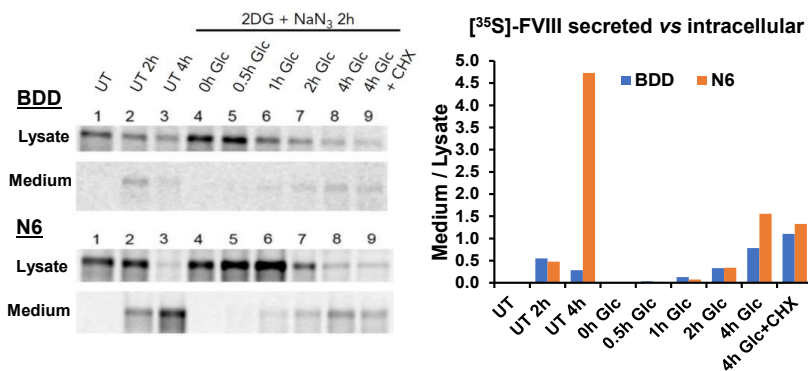 2DG + NaN₃ 2h
UT
UT 2h
UT 4h
0h Glc
0.5h Glc
1h Glc
2h Glc
4h Glc
4h Glc
+ CHX
BDD
1 2 3 4 5 6 7 8 9
Lysate
Medium
N6
1 2 3 4 5 6 7 8 9
Lysate
Medium
[³⁵S]-FVIII secreted vs intracellular
BDD N6
Medium / Lysate
5.0
4.5
4.0
3.5
3.0
2.5
2.0
1.5
1.0
0.5
0.0
UT
UT 2h
UT 4h
0h Glc
0.5h Glc
1h Glc
2h Glc
4h Glc
4h Glc+CHX